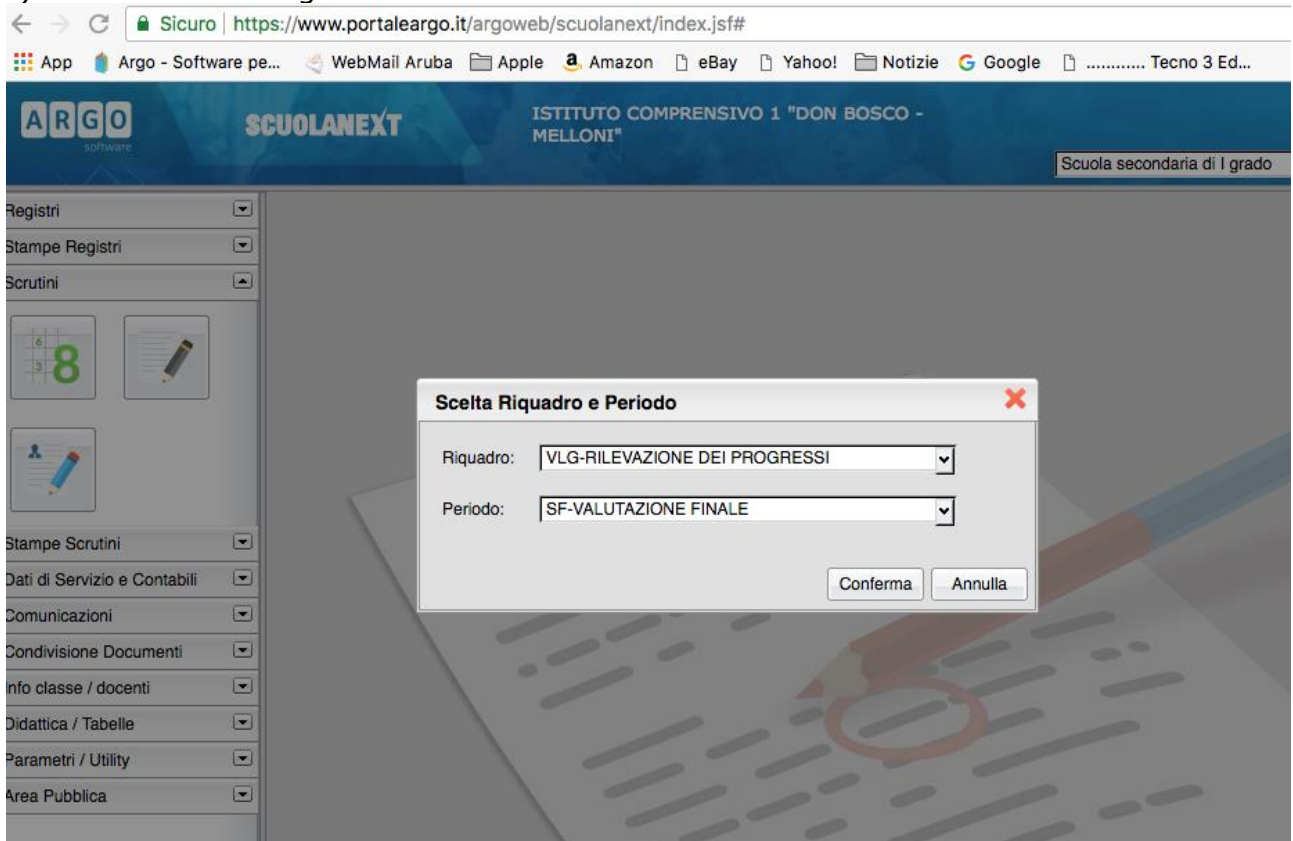 Sicuro | https://www.portaleargo.it/argoweb/scuolanext/index.jsf#
App Argo - Software pe... WebMail Aruba Apple Amazon eBay Yahoo! Notizie Google ............ Tecno 3 Ed...
ARGO
software
SCUOLANEXT
ISTITUTO COMPRENSIVO 1 "DON BOSCO -
MELLONI"
Scuola secondaria di I grado
Registri
Stampe Registri
Scrutini
6
3 8
Stampe Scrutini
Dati di Servizio e Contabili
Comunicazioni
Condivisione Documenti
Info classe / docenti
Didattica / Tabelle
Parametri / Utility
Area Pubblica
Scelta Riquadro e Periodo
Riquadro: VLG-RILEVAZIONE DEI PROGRESSI
Periodo: SF-VALUTAZIONE FINALE
Conferma Annulla